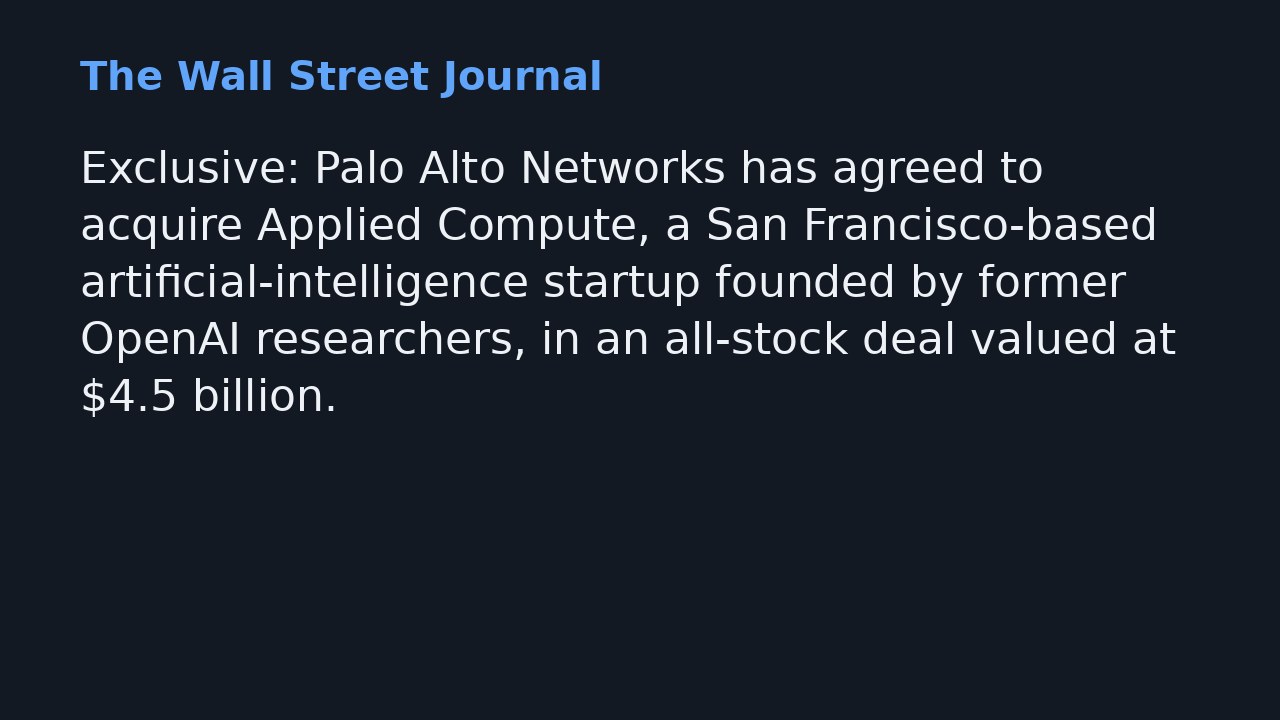 The Wall Street Journal
Exclusive: Palo Alto Networks has agreed to
acquire Applied Compute, a San Francisco-based
artificial-intelligence startup founded by former
OpenAI researchers, in an all-stock deal valued at
$4.5 billion.